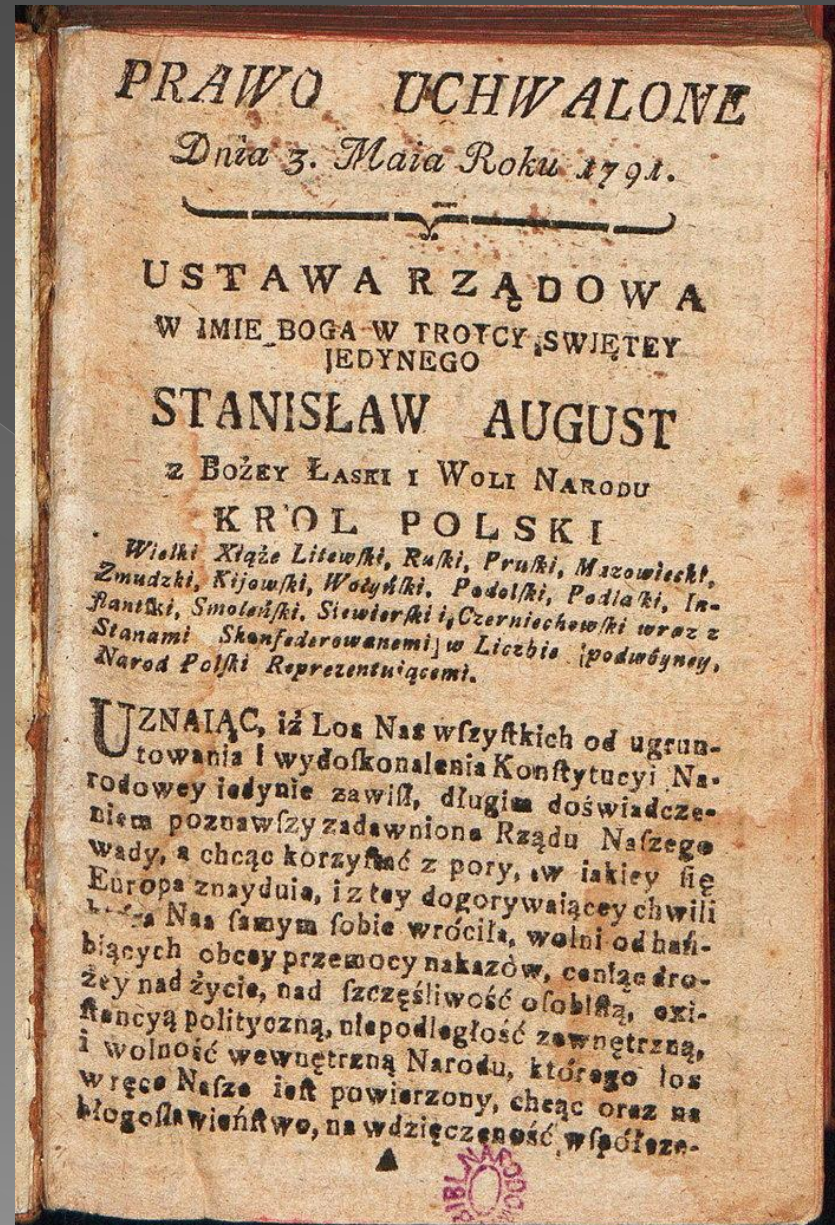 PRAWO UCHWALONE
Dnia 3. Maia Roku 1791.
USTAWA RZĄDOWA
W IMIE BOGA W TROYCY SWIĘTEY
JEDYNEGO
STANISŁAW AUGUST
z BOŻEY ŁASKI I WOLI NARODU
KROL POLSKI
Wielki Xiąże Litewſki, Ruſki, Pruſki, Mazowiecki,
Zmudzki, Kijowſki, Wołyńſki, Podolſki, Podlaſki, In-
flantſki, Smoleńſki, Siewierſki i Czerniechowſki wraz z
Stanami Skonfederowanemi w Liczbie podwóyney,
Narod Polſki Reprezentuiącemi.
UZNAIĄC, iż Los Nas wſzyſtkich od ugrun-
towania i wydoſkonalenia Konſtytucyi Na-
rodowey iedynie zawiſł, długim doświadcze-
niem poznawſzy zadawnione Rządu Naſzego
wady, a chcąc korzyſtać z pory, w iakiey ſię
Europa znayduie, i z tey dogorywaiącey chwili
Nas ſamym ſobie wróciła, wolni od hań-
biących obcey przemocy nakazów, ceniąc dro-
żey nad życie, nad ſzczęśliwość oſobiſtą, exi-
ſtencyą polityczną, niepodległość zewnętrzną,
i wolność wewnętrzną Narodu, którego los
w ręce Naſze ieſt powierzony, chcąc oraz na
błogoſławieńſtwo, na wdzięczeność wſpółcze-
BIBL. NARODOW